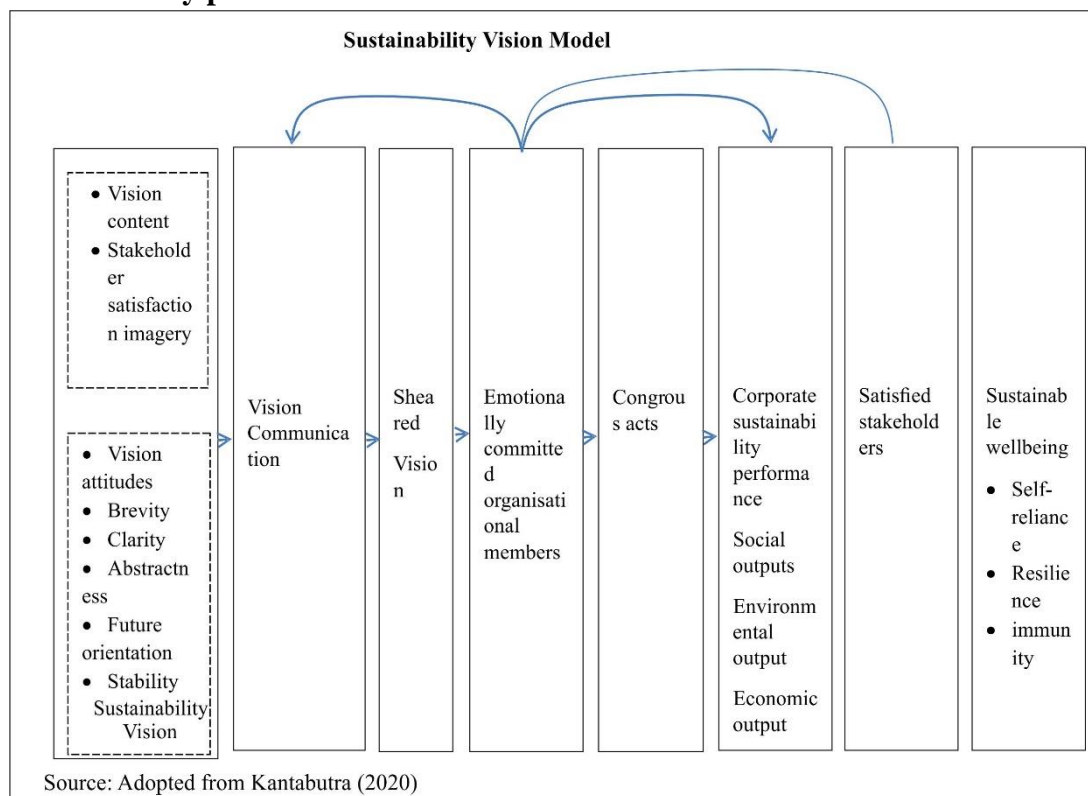 Sustainability Vision Model
● Vision
content
● Stakehold
er
satisfactio
n imagery
● Vision
attitudes
● Brevity
● Clarity
● Abstractn
ess
● Future
orientation
● Stability
Sustainability
Vision
Vision
Communica
tion
Shea
red
Visio
n
Emotiona
lly
committe
d
organisati
onal
members
Congrou
s acts
Corporate
sustainabi
lity
performa
nce
Social
outputs
Environm
ental
output
Economic
output
Satisfied
stakehold
ers
Sustainab
le
wellbeing
● Self-
relianc
e
● Resilie
nce
● immu
nity
Source: Adopted from Kantabutra (2020)